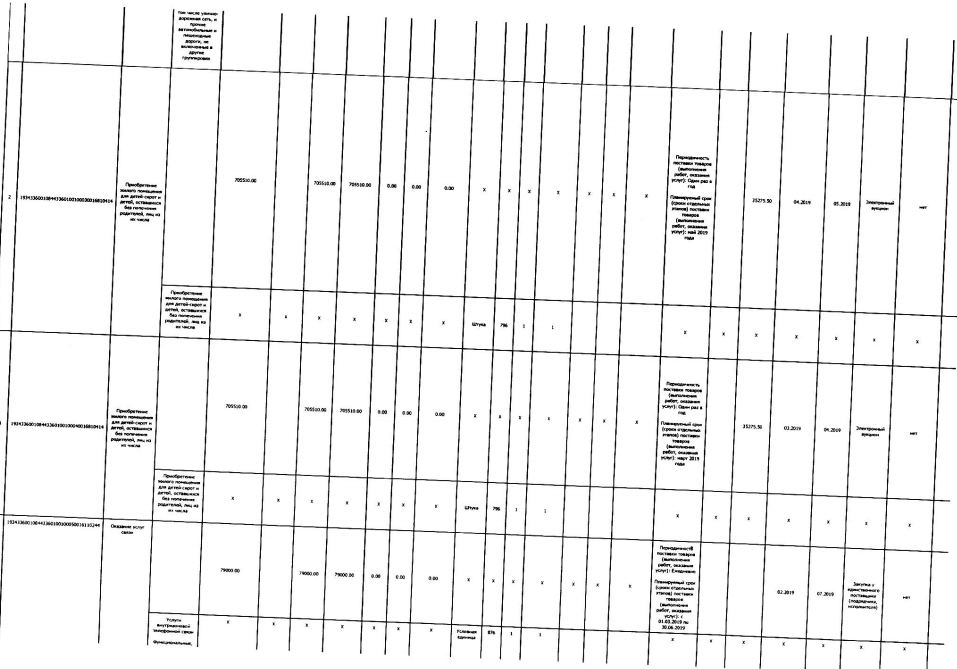 том числе улично-
дорожная сеть, и
прочие
автомобильные и
пешеходные
дороги, не
включенные в
другие
группировки
2
Приобретение
жилого помещения
для детей-сирот и
детей, оставшихся
без попечения
родителей, лиц из
их числа
705510.00
705510.00 705510.00 0.00 0.00 0.00 X X X X X X X X
Периодичность
поставки товаров
(выполнения
работ, оказания
услуг): Один раз в
год
Планируемый срок
(сроки отдельных
этапов) поставки
товаров
(выполнения
работ, оказания
услуг): май 2019
года
35275.50 04.2019 05.2019
Электронный
аукцион
нет
Приобретение
жилого помещения
для детей-сирот и
детей, оставшихся
без попечения
родителей, лиц из
их числа
X X X X X X X Штука 796 1 1 X X X X X X X
Приобретение
жилого помещения
для детей-сирот и
детей, оставшихся
без попечения
родителей, лиц из
их числа
705510.00
705510.00 705510.00 0.00 0.00 0.00 X X X X X X X X
Периодичность
поставки товаров
(выполнения
работ, оказания
услуг): Один раз в
год
Планируемый срок
(сроки отдельных
этапов) поставки
товаров
(выполнения
работ, оказания
услуг): март 2019
года
35275.50 03.2019 04.2019
Электронный
аукцион
нет
Приобретение
жилого помещения
для детей-сирот и
детей, оставшихся
без попечения
родителей, лиц из
их числа
X X X X X X X Штука 796 1 1 X X X X X X X
Оказание услуг
связи
79000.00
79000.00 79000.00 0.00 0.00 0.00 X X X X X X X X
Периодичность
поставки товаров
(выполнения
работ, оказания
услуг): Ежедневно
Планируемый срок
(сроки отдельных
этапов) поставки
товаров
(выполнения
работ, оказания
услуг): с
01.03.2019 по
30.06.2019
02.2019 07.2019
Закупка у
единственного
поставщика
(подрядчика,
исполнителя)
нет
Услуги
внутризоновой
телефонной связи
X X X X X X X
Условная
единица
876 1 1 X X X X X X X
Функциональные,